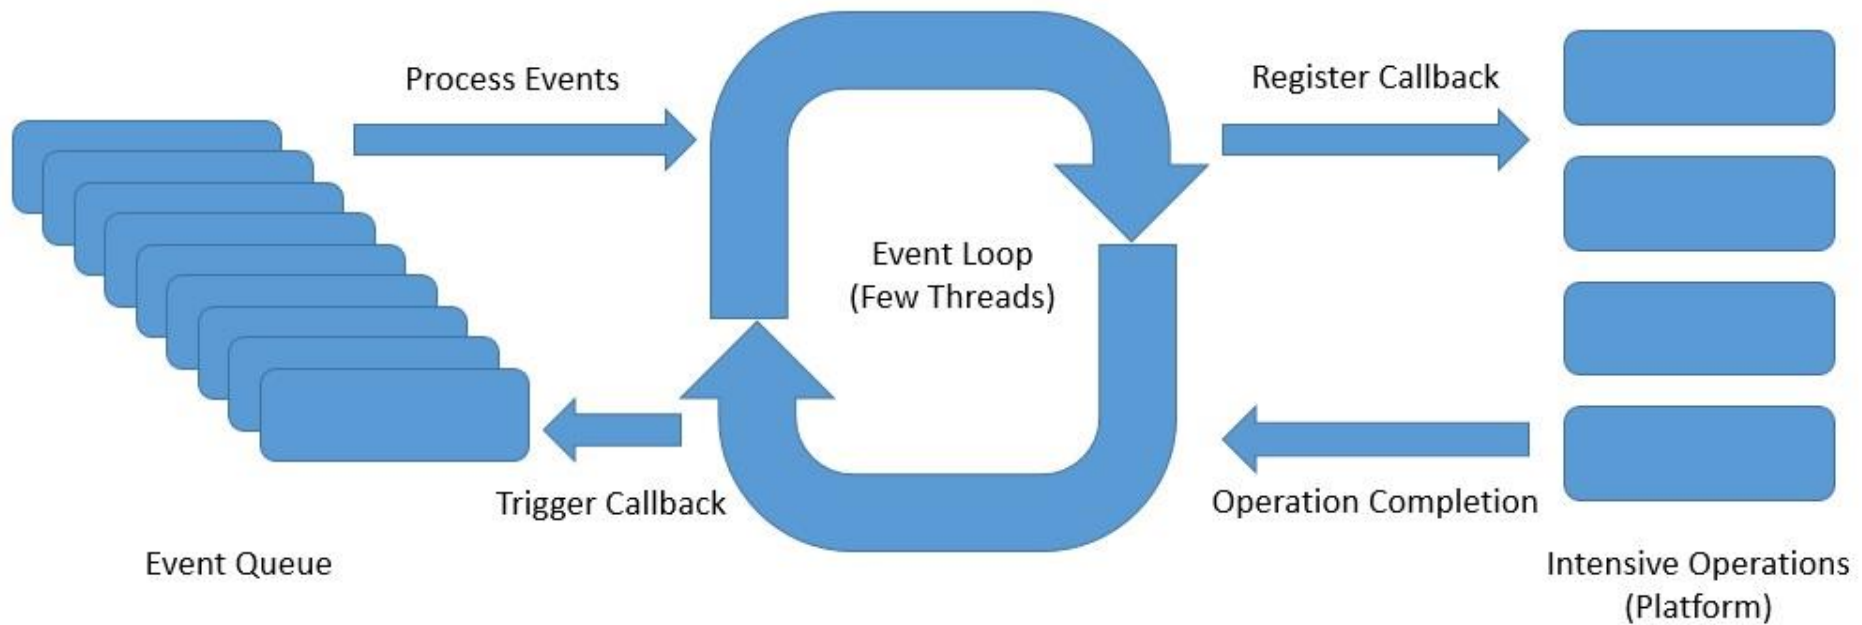 Process Events
Register Callback
Event Loop
(Few Threads)
Trigger Callback
Operation Completion
Event Queue
Intensive Operations
(Platform)